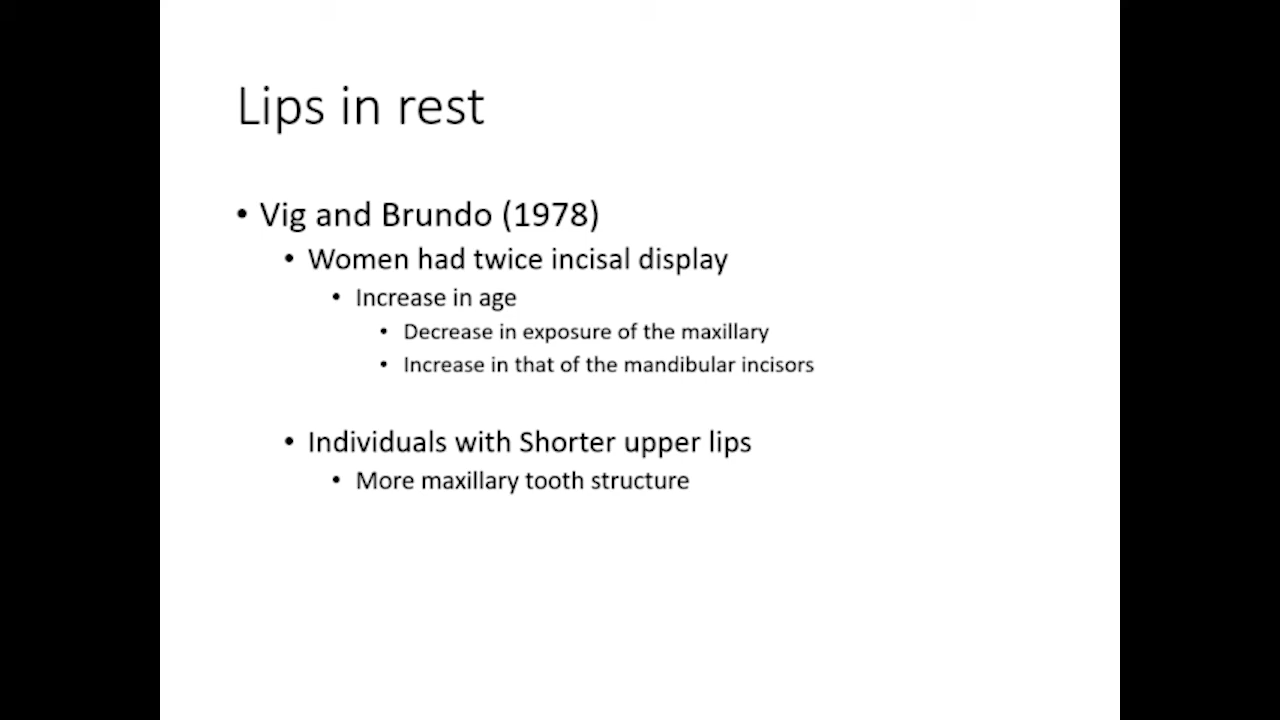 Lips in rest
• Vig and Brundo (1978)
• Women had twice incisal display
• Increase in age
• Decrease in exposure of the maxillary
• Increase in that of the mandibular incisors
• Individuals with Shorter upper lips
• More maxillary tooth structure